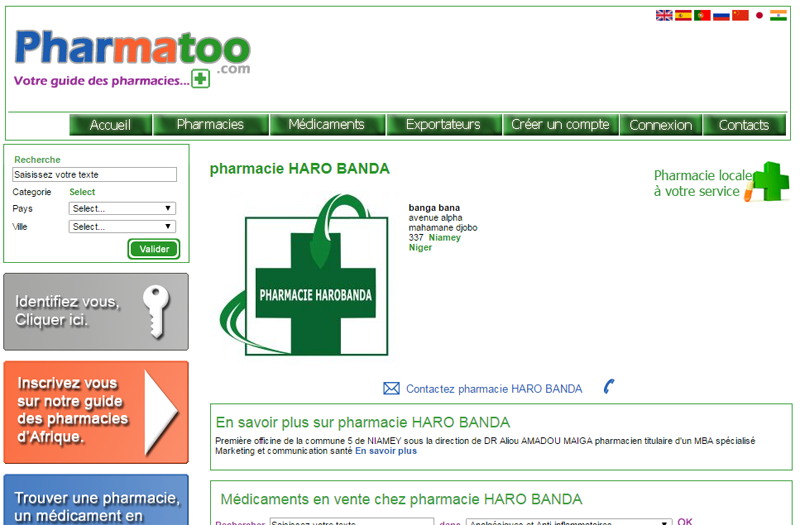 Pharmatoo
.com
Votre guide des pharmacies...
Accueil
Pharmacies
Médicaments
Exportateurs
Créer un compte
Connexion
Contacts
Recherche
Saisissez votre texte
Categorie Select
Pays Select...
Ville Select...
Valider
Identifiez vous,
Cliquer ici.
Inscrivez vous
sur notre guide
des pharmacies
d'Afrique.
Trouver une pharmacie,
un médicament en
pharmacie HARO BANDA
Pharmacie locale
à votre service
PHARMACIE HAROBANDA
banga bana
avenue alpha
mahamane djobo
337 Niamey
Niger
Contactez pharmacie HARO BANDA
En savoir plus sur pharmacie HARO BANDA
Première officine de la commune 5 de NIAMEY sous la direction de DR Aliou AMADOU MAIGA pharmacien titulaire d'un MBA spécialisé
Marketing et communication santé En savoir plus
Médicaments en vente chez pharmacie HARO BANDA
Rechercher Saisissez votre texte dans Analgésiques et Anti-inflammatoires OK